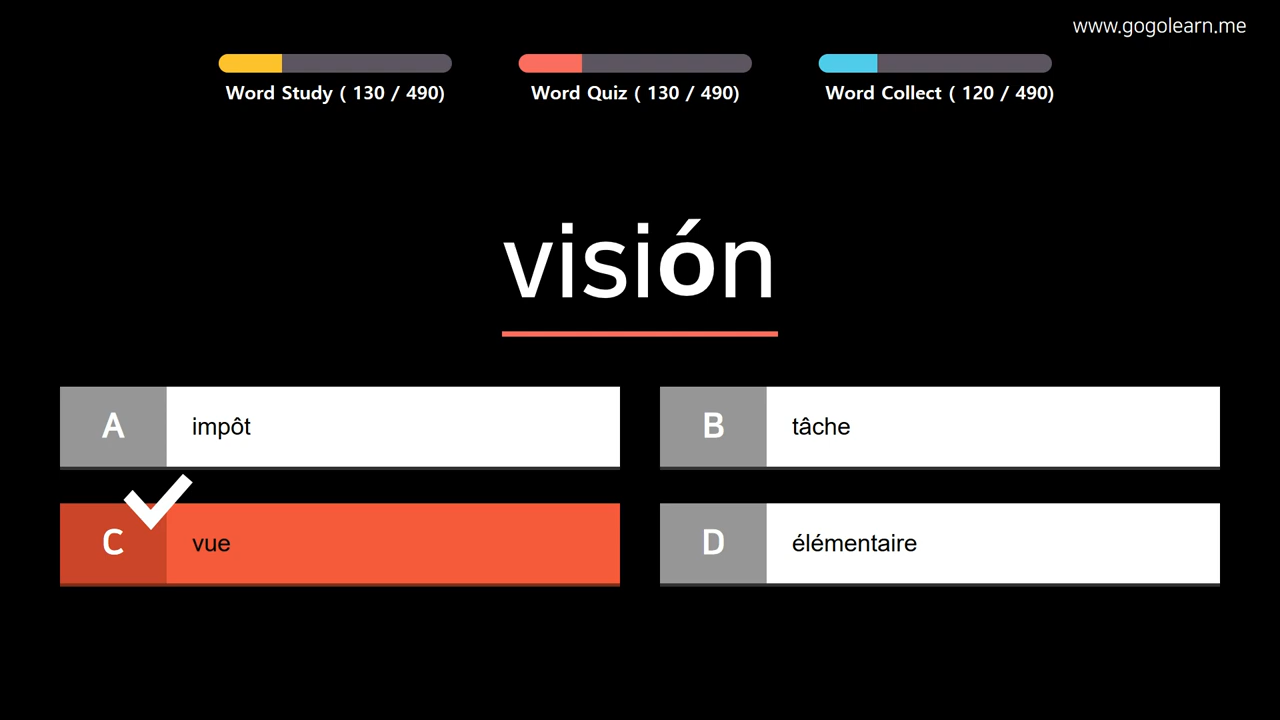 www.gogolearn.me
Word Study ( 130 / 490)
Word Quiz ( 130 / 490)
Word Collect ( 120 / 490)
visión
A impôt
B tâche
C vue
D élémentaire